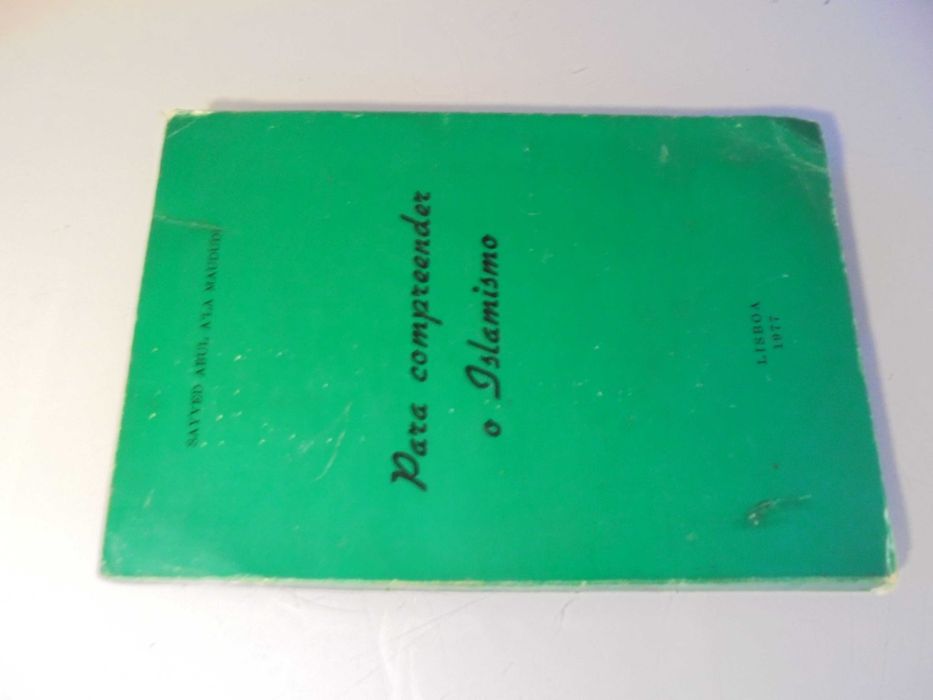 SAYYED ABUL A'LA MAUDUDI
Para compreender
o Islamismo
LISBOA
1977